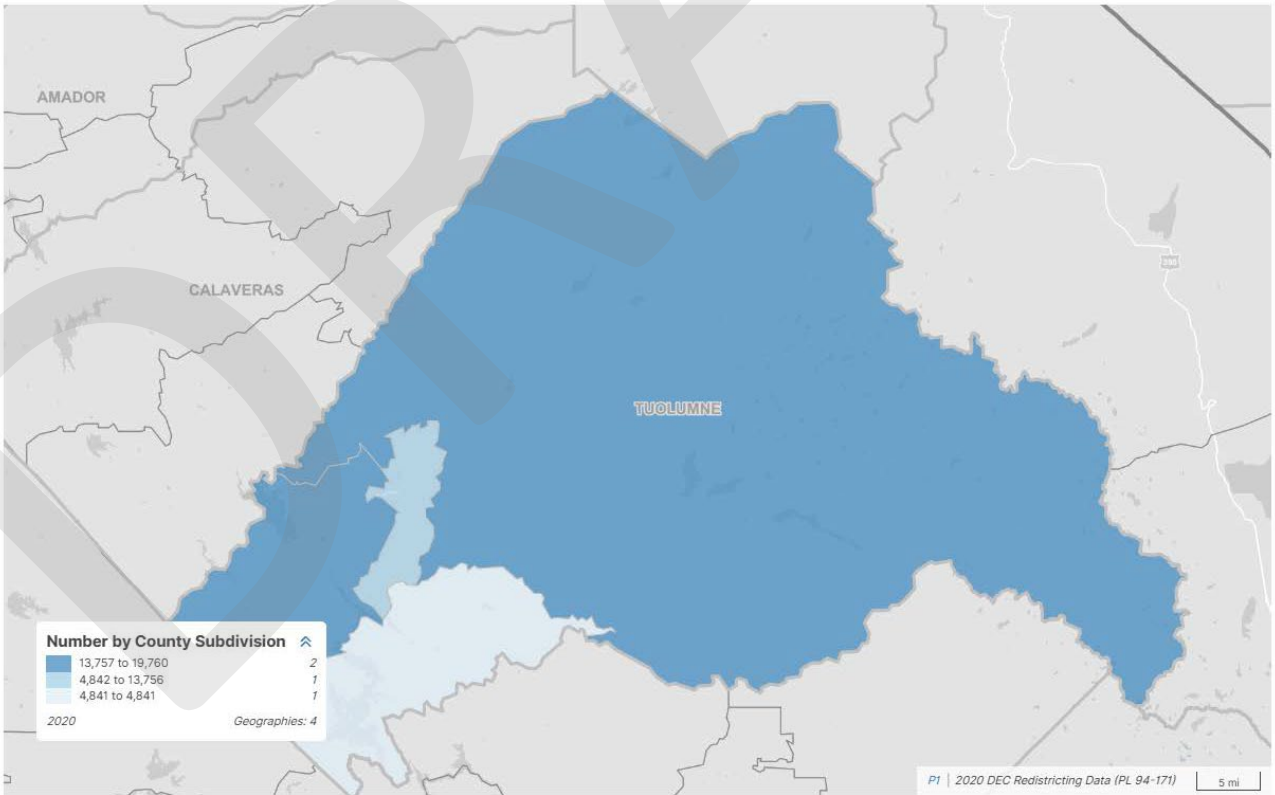 AMADOR
CALAVERAS
395
TUOLUMNE
Number by County Subdivision
13,757 to 19,760 2
4,842 to 13,756 1
4,841 to 4,841 1
2020 Geographies: 4
P1 | 2020 DEC Redistricting Data (PL 94-171) 5 mi
DRA